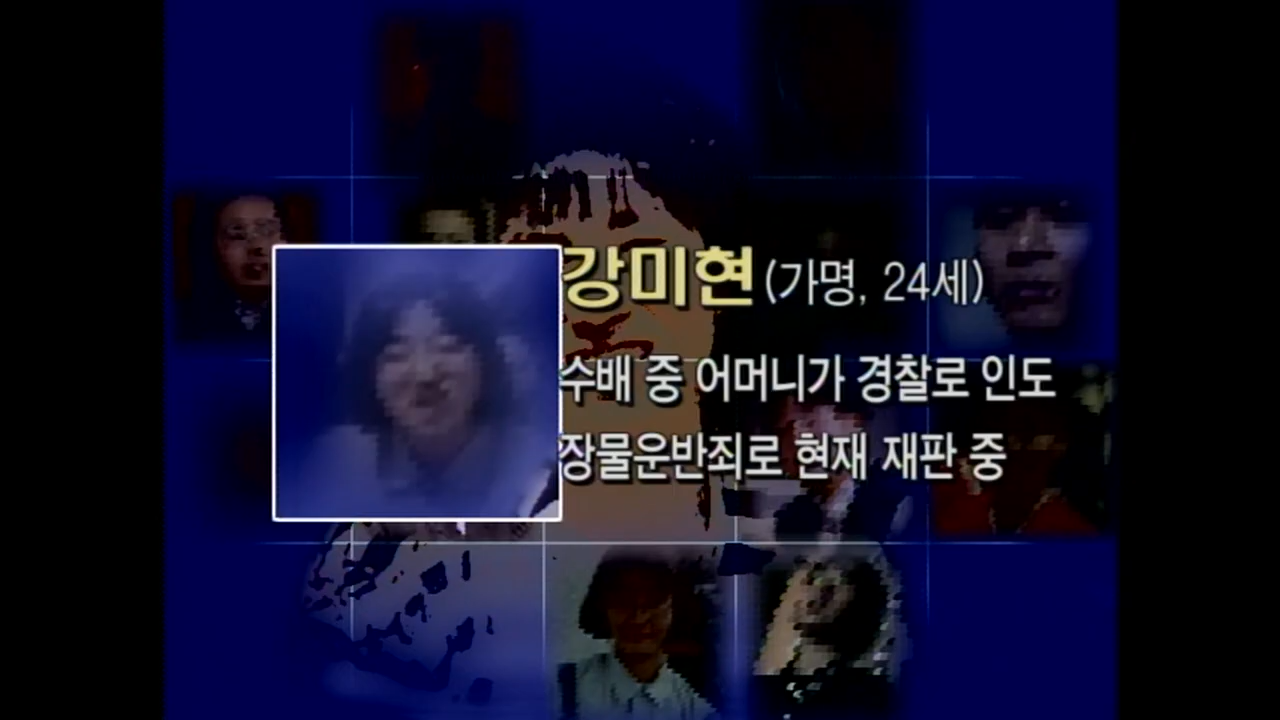 강미현 (가명, 24세)
수배 중 어머니가 경찰로 인도
장물운반죄로 현재 재판 중